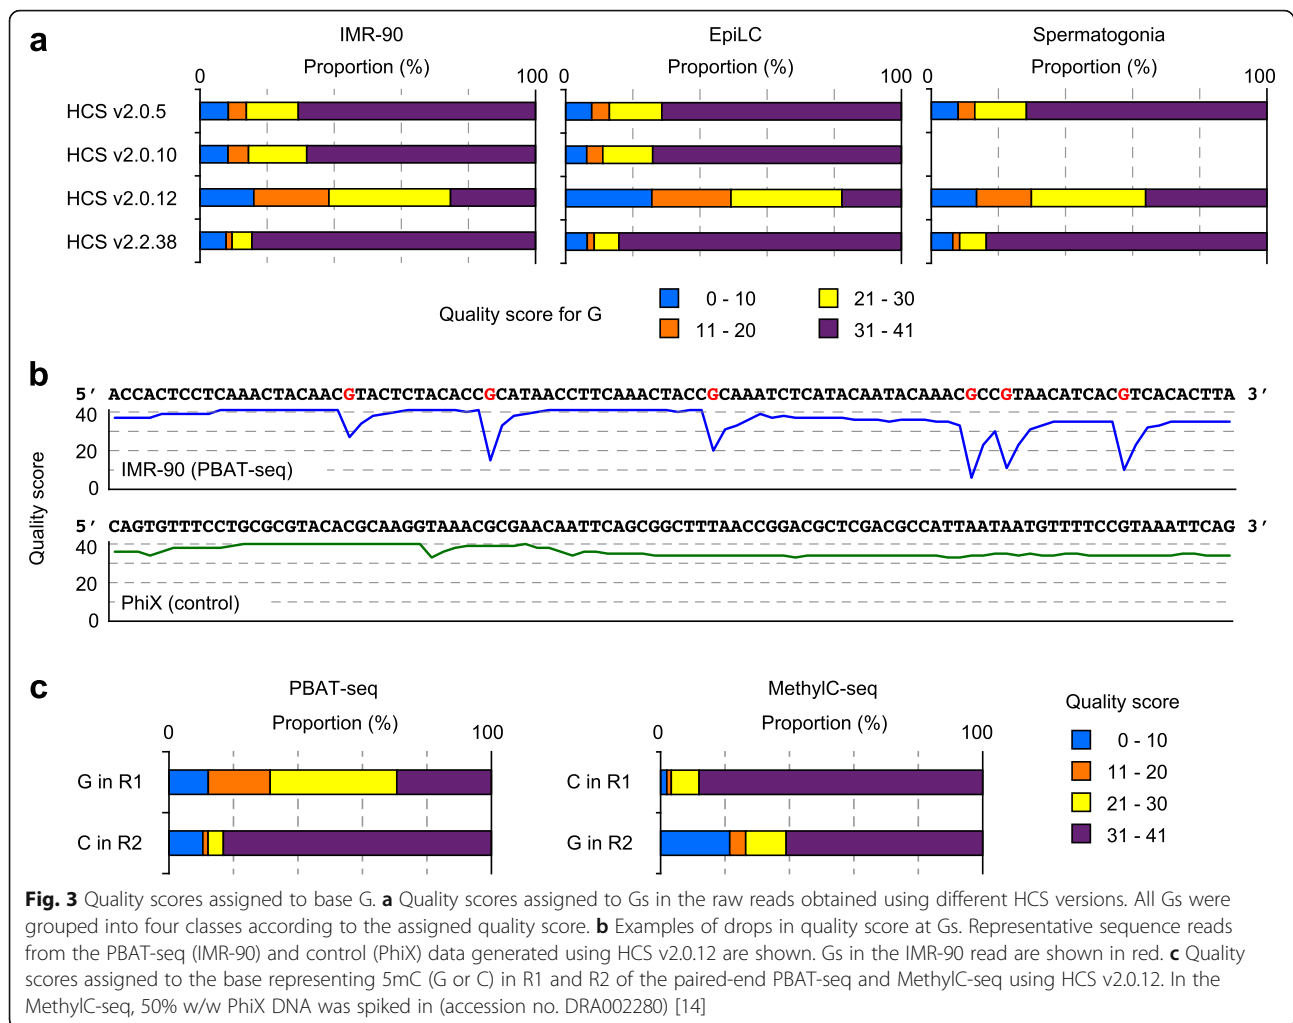 a
IMR-90
EpiLC
Spermatogonia
Proportion (%)
Proportion (%)
Proportion (%)
0 100
0 100
0 100
HCS v2.0.5
HCS v2.0.10
HCS v2.0.12
HCS v2.2.38
Quality score for G
0 - 10
21 - 30
11 - 20
31 - 41
b
5′ ACCACTCCTCAAACTACAACGTACTCTACACCGCATAACCTTCAAACTACCGCAAATCTCATACAATACAAACGCCGTAACATCACGTCACACTTA 3′
40
20
0
IMR-90 (PBAT-seq)
Quality score
5′ CAGTGTTTCCTGCGCGTACACGCAAGGTAAACGCGAACAATTCAGCGGCTTTAACCGGACGCTCGACGCCATTAATAATGTTTTCCGTAAATTCAG 3′
40
20
0
PhiX (control)
c
PBAT-seq
MethylC-seq
Proportion (%)
Proportion (%)
0 100
0 100
G in R1
C in R2
C in R1
G in R2
Quality score
0 - 10
11 - 20
21 - 30
31 - 41
Fig. 3 Quality scores assigned to base G. a Quality scores assigned to Gs in the raw reads obtained using different HCS versions. All Gs were
grouped into four classes according to the assigned quality score. b Examples of drops in quality score at Gs. Representative sequence reads
from the PBAT-seq (IMR-90) and control (PhiX) data generated using HCS v2.0.12 are shown. Gs in the IMR-90 read are shown in red. c Quality
scores assigned to the base representing 5mC (G or C) in R1 and R2 of the paired-end PBAT-seq and MethylC-seq using HCS v2.0.12. In the
MethylC-seq, 50% w/w PhiX DNA was spiked in (accession no. DRA002280) [14]